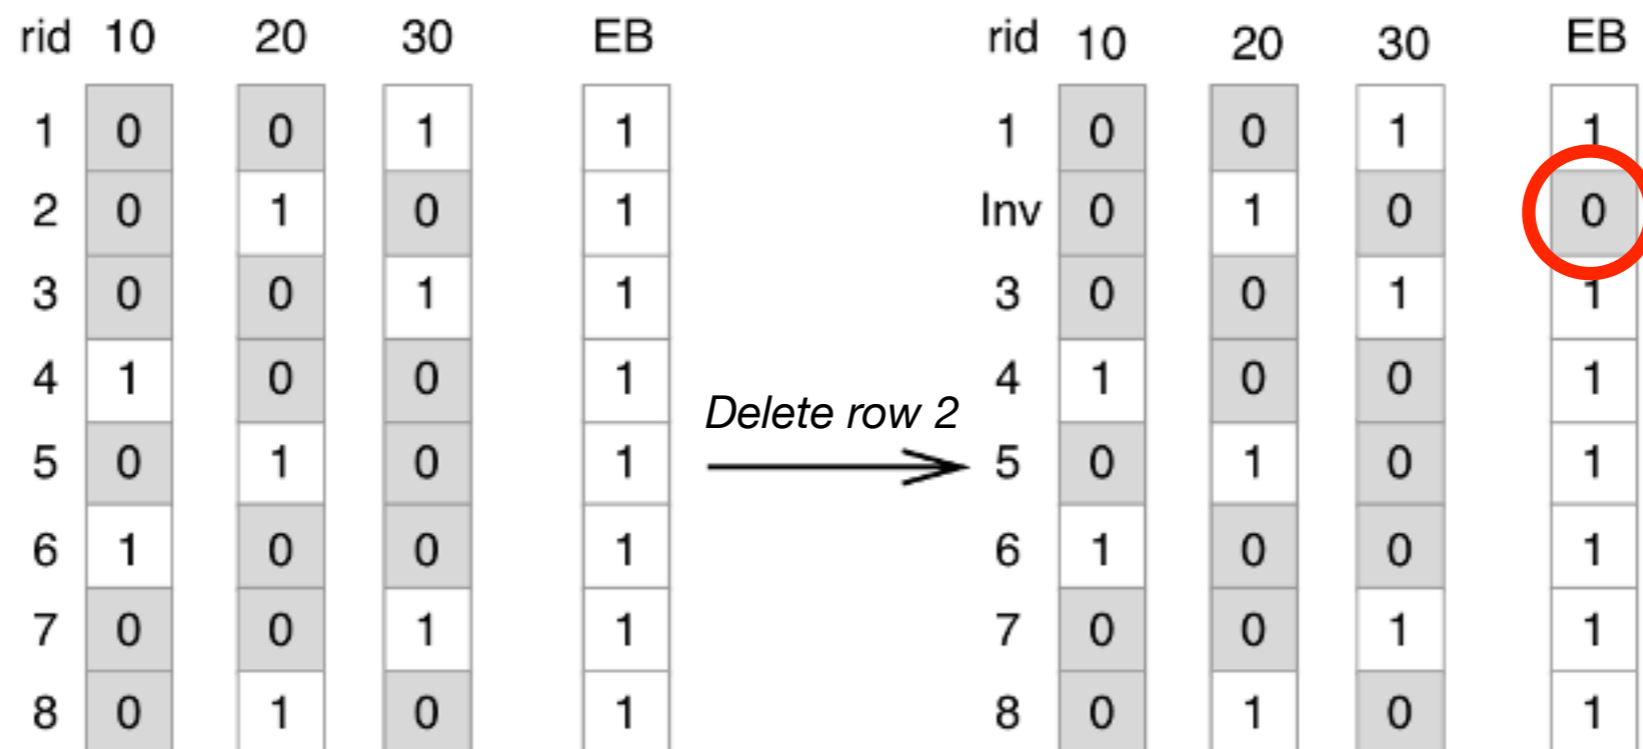 rid 10 20 30 EB rid 10 20 30 EB
1 0 0 1 1 1 0 0 1 1
2 0 1 0 1 Inv 0 1 0 0
3 0 0 1 1 3 0 0 1 1
4 1 0 0 1 4 1 0 0 1
Delete row 2
5 0 1 0 1 5 0 1 0 1
6 1 0 0 1 6 1 0 0 1
7 0 0 1 1 7 0 0 1 1
8 0 1 0 1 8 0 1 0 1